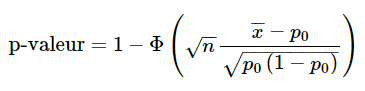 p-valeur = 1 − Φ ( √n (x̅ − p₀) / √(p₀ (1 − p₀)) )